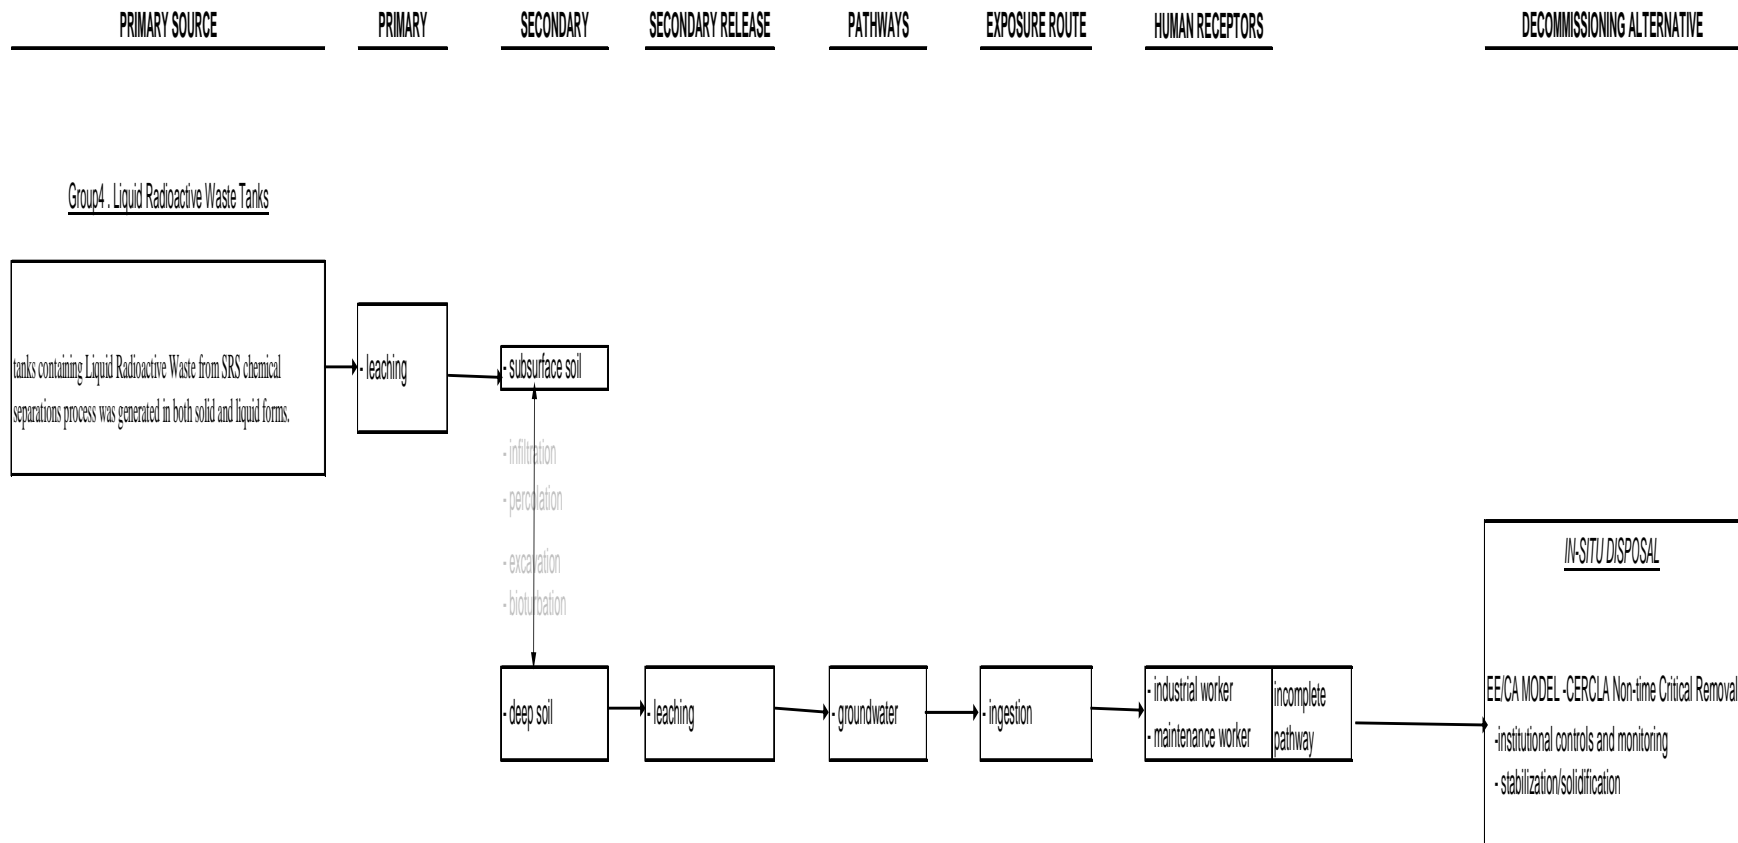 PRIMARY SOURCE
PRIMARY
SECONDARY
SECONDARY RELEASE
PATHWAYS
EXPOSURE ROUTE
HUMAN RECEPTORS
DECOMMISSIONING ALTERNATIVE
Group4 . Liquid Radioactive Waste Tanks
tanks containing Liquid Radioactive Waste from SRS chemical
separations process was generated in both solid and liquid forms.
- leaching
- subsurface soil
- infiltration
- percolation
- excavation
- bioturbation
- deep soil
- leaching
- groundwater
- ingestion
- industrial worker
- maintenance worker
incomplete
pathway
IN-SITU DISPOSAL
EE/CA MODEL -CERCLA Non-time Critical Removal
-institutional controls and monitoring
- stabilization/solidification